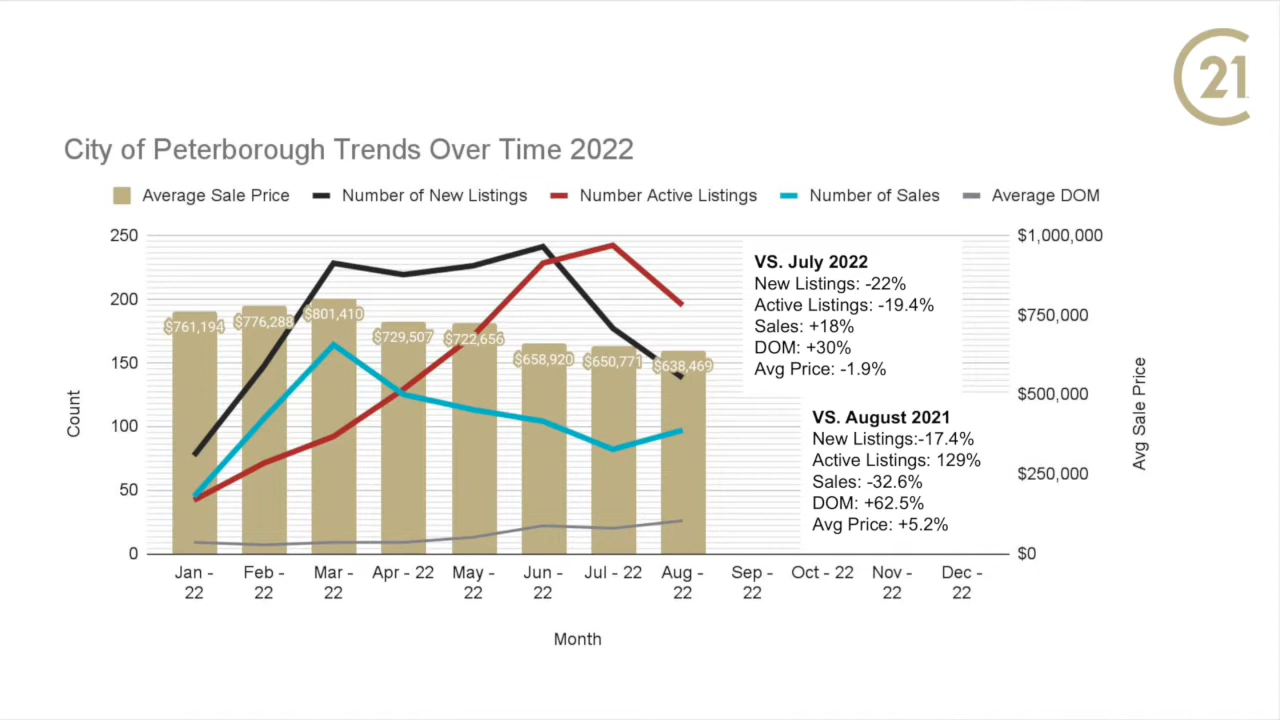 21
City of Peterborough Trends Over Time 2022
Average Sale Price Number of New Listings Number Active Listings Number of Sales Average DOM
250
200
150
100
50
0
Count
$761,194
$776,288
$801,410
$729,507
$722,656
$658,920
$650,771
$638,469
VS. July 2022
New Listings: -22%
Active Listings: -19.4%
Sales: +18%
DOM: +30%
Avg Price: -1.9%
VS. August 2021
New Listings:-17.4%
Active Listings: 129%
Sales: -32.6%
DOM: +62.5%
Avg Price: +5.2%
$1,000,000
$750,000
$500,000
$250,000
$0
Avg Sale Price
Jan -
22
Feb -
22
Mar -
22
Apr - 22
May -
22
Jun -
22
Jul - 22
Aug -
22
Sep -
22
Oct - 22
Nov -
22
Dec -
22
Month